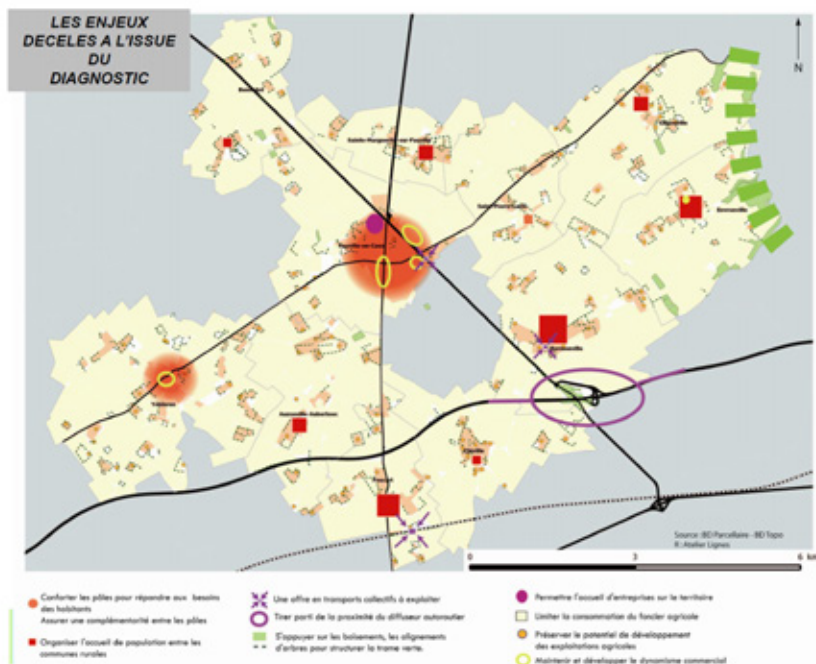 LES ENJEUX
DECELES A L'ISSUE
DU
DIAGNOSTIC
N
Sainte-Marguerite-sur-Fauville
Source : BD Parcellaire - BD Topo
R : Atelier Lignes
0 3 6 km
Conforter les pôles pour répondre aux besoins
des habitants
Assurer une complémentarité entre les pôles
Organiser l'accueil de population entre les
communes rurales
Une offre en transports collectifs à exploiter
Tirer parti de la proximité du diffuseur autoroutier
S'appuyer sur les boisements, les alignements
d'arbres pour structurer la trame verte.
Permettre l'accueil d'entreprises sur le territoire
Limiter la consommation du foncier agricole
Préserver le potentiel de développement
des exploitations agricoles
Maintenir et développer le dynamisme commercial